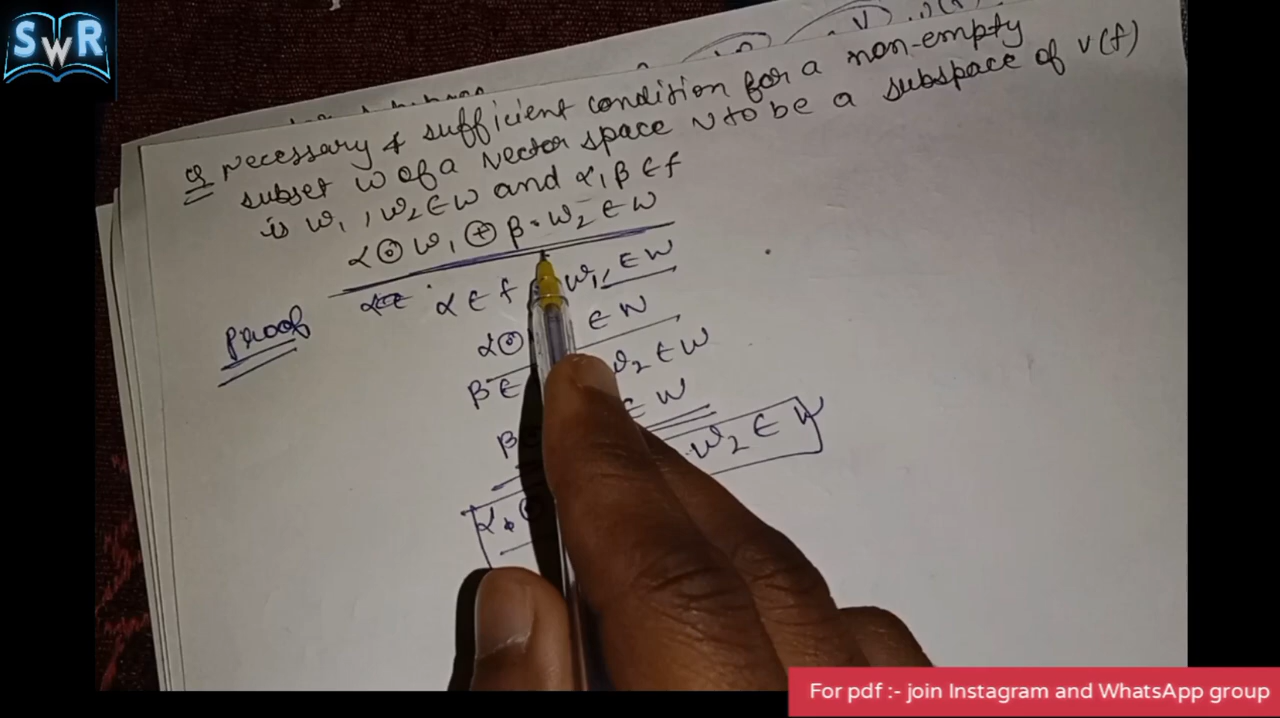 SWR
Q Necessary & sufficient condition for a non-empty
subset W of a vector space V to be a subspace of V(f)
is w1, w2 ∈ W and α, β ∈ f
α ⊙ w1 ⊕ β · w2 ∈ W
Proof α ∈ f w1, ∈ W
α ⊙ ∈ W
β ∈ w2 ∈ W
β ∈ W
α · w2 ∈ W
For pdf :- join Instagram and WhatsApp group